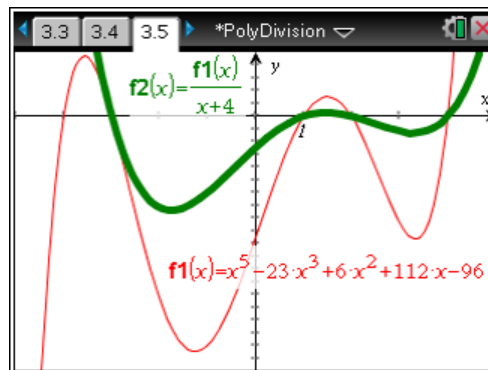 3.3 3.4 3.5 *PolyDivision
y
f2(x)=f1(x)/x+4
x
1
f1(x)=x^5-23·x^3+6·x^2+112·x-96